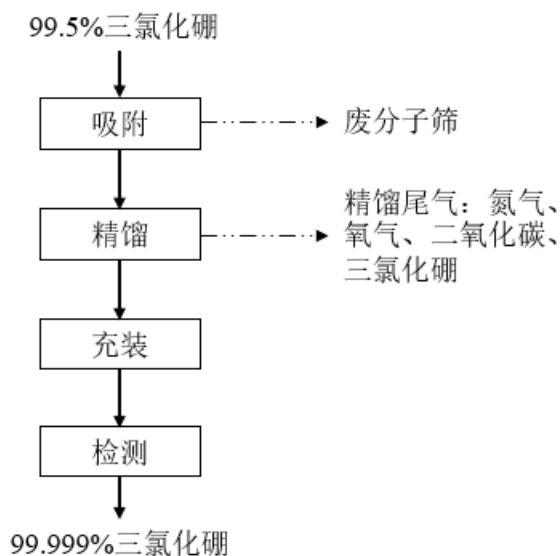 99.5%三氯化硼
吸附
废分子筛
精馏
精馏尾气：氮气、
氧气、二氧化碳、
三氯化硼
充装
检测
99.999%三氯化硼